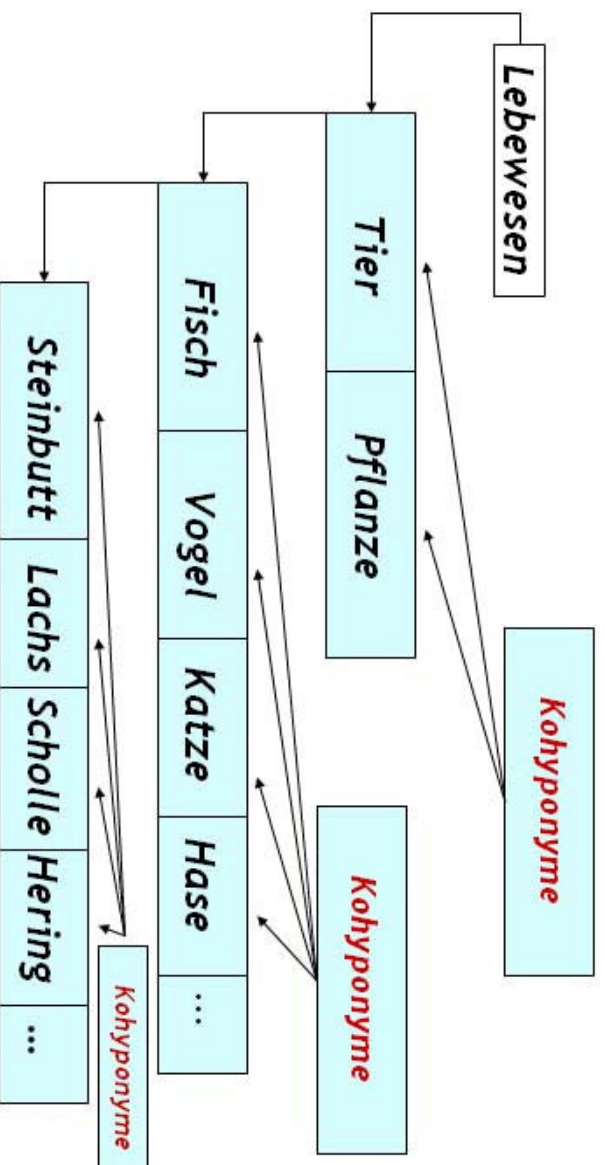 Lebewesen
Kohyponyme
Tier Pflanze
Kohyponyme
Fisch Vogel Katze Hase ...
Kohyponyme
Steinbutt Lachs Scholle Hering ...